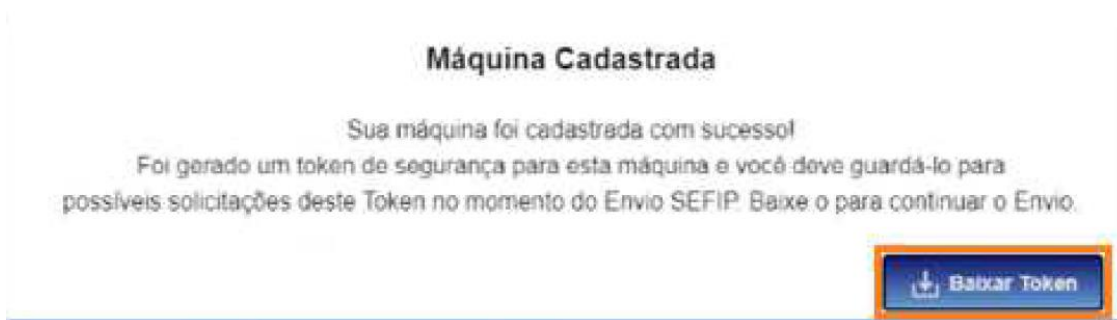 Máquina Cadastrada
Sua máquina foi cadastrada com sucesso!
Foi gerado um token de segurança para esta máquina e você deve guardá-lo para
possíveis solicitações deste Token no momento do Envio SEFIP. Baixe o para continuar o Envio.
Baixar Token